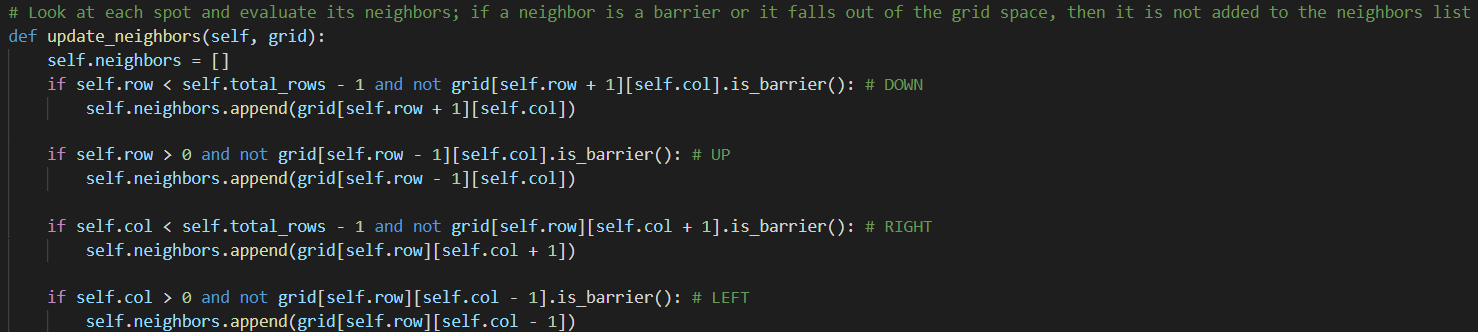 # Look at each spot and evaluate its neighbors; if a neighbor is a barrier or it falls out of the grid space, then it is not added to the neighbors list
def update_neighbors(self, grid):
    self.neighbors = []
    if self.row < self.total_rows - 1 and not grid[self.row + 1][self.col].is_barrier(): # DOWN
        self.neighbors.append(grid[self.row + 1][self.col])

    if self.row > 0 and not grid[self.row - 1][self.col].is_barrier(): # UP
        self.neighbors.append(grid[self.row - 1][self.col])

    if self.col < self.total_rows - 1 and not grid[self.row][self.col + 1].is_barrier(): # RIGHT
        self.neighbors.append(grid[self.row][self.col + 1])

    if self.col > 0 and not grid[self.row][self.col - 1].is_barrier(): # LEFT
        self.neighbors.append(grid[self.row][self.col - 1])